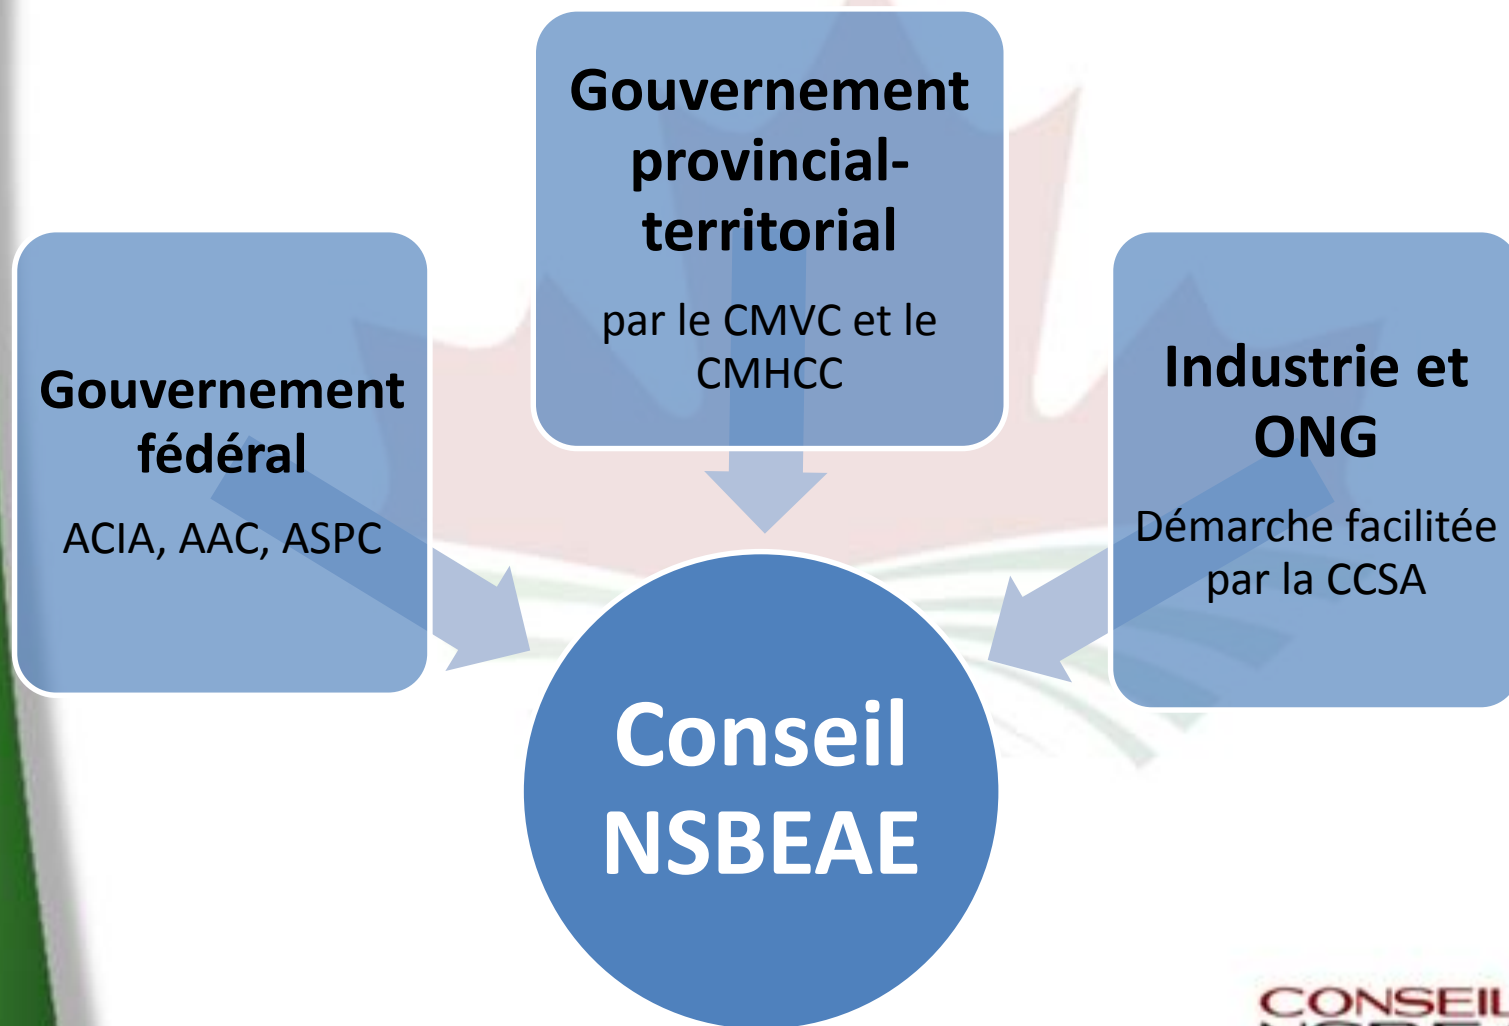 Gouvernement
provincial-
territorial
par le CMVC et le
CMHCC
Gouvernement
fédéral
ACIA, AAC, ASPC
Industrie et
ONG
Démarche facilitée
par la CCSA
Conseil
NSBEAE
CONSEIL